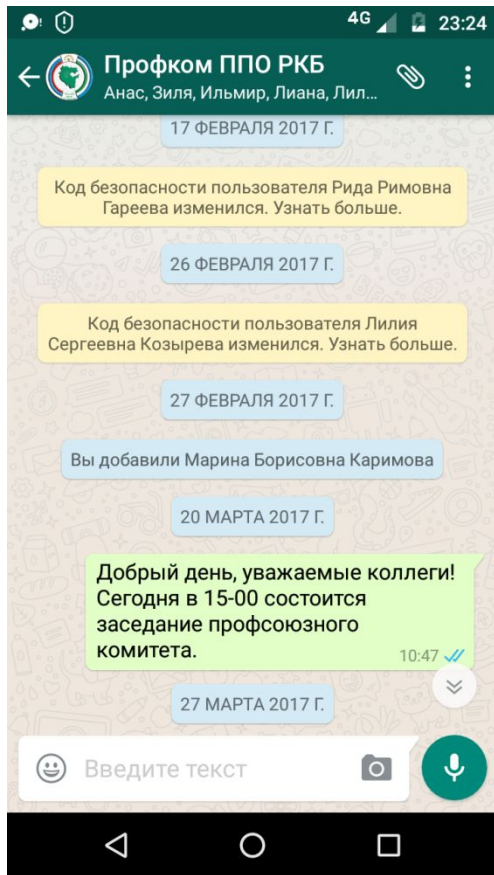 4G 23:24
Профком ППО РКБ
Анас, Зиля, Ильмир, Лиана, Лил...
17 ФЕВРАЛЯ 2017 Г.
Код безопасности пользователя Рида Римовна
Гареева изменился. Узнать больше.
26 ФЕВРАЛЯ 2017 Г.
Код безопасности пользователя Лилия
Сергеевна Козырева изменился. Узнать больше.
27 ФЕВРАЛЯ 2017 Г.
Вы добавили Марина Борисовна Каримова
20 МАРТА 2017 Г.
Добрый день, уважаемые коллеги!
Сегодня в 15-00 состоится
заседание профсоюзного
комитета.
10:47
27 МАРТА 2017 Г.
Введите текст